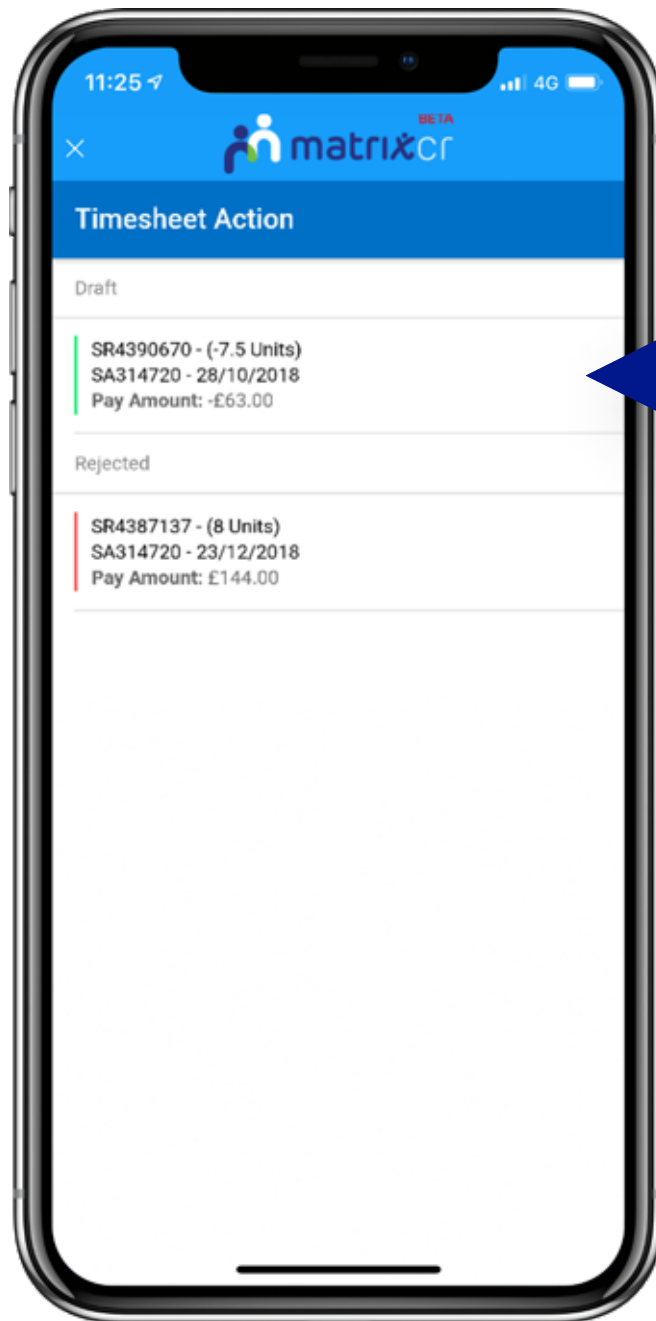 11:25
4G
BETA
matrixcr
Timesheet Action
Draft
SR4390670 - (-7.5 Units)
SA314720 - 28/10/2018
Pay Amount: -£63.00
Rejected
SR4387137 - (8 Units)
SA314720 - 23/12/2018
Pay Amount: £144.00